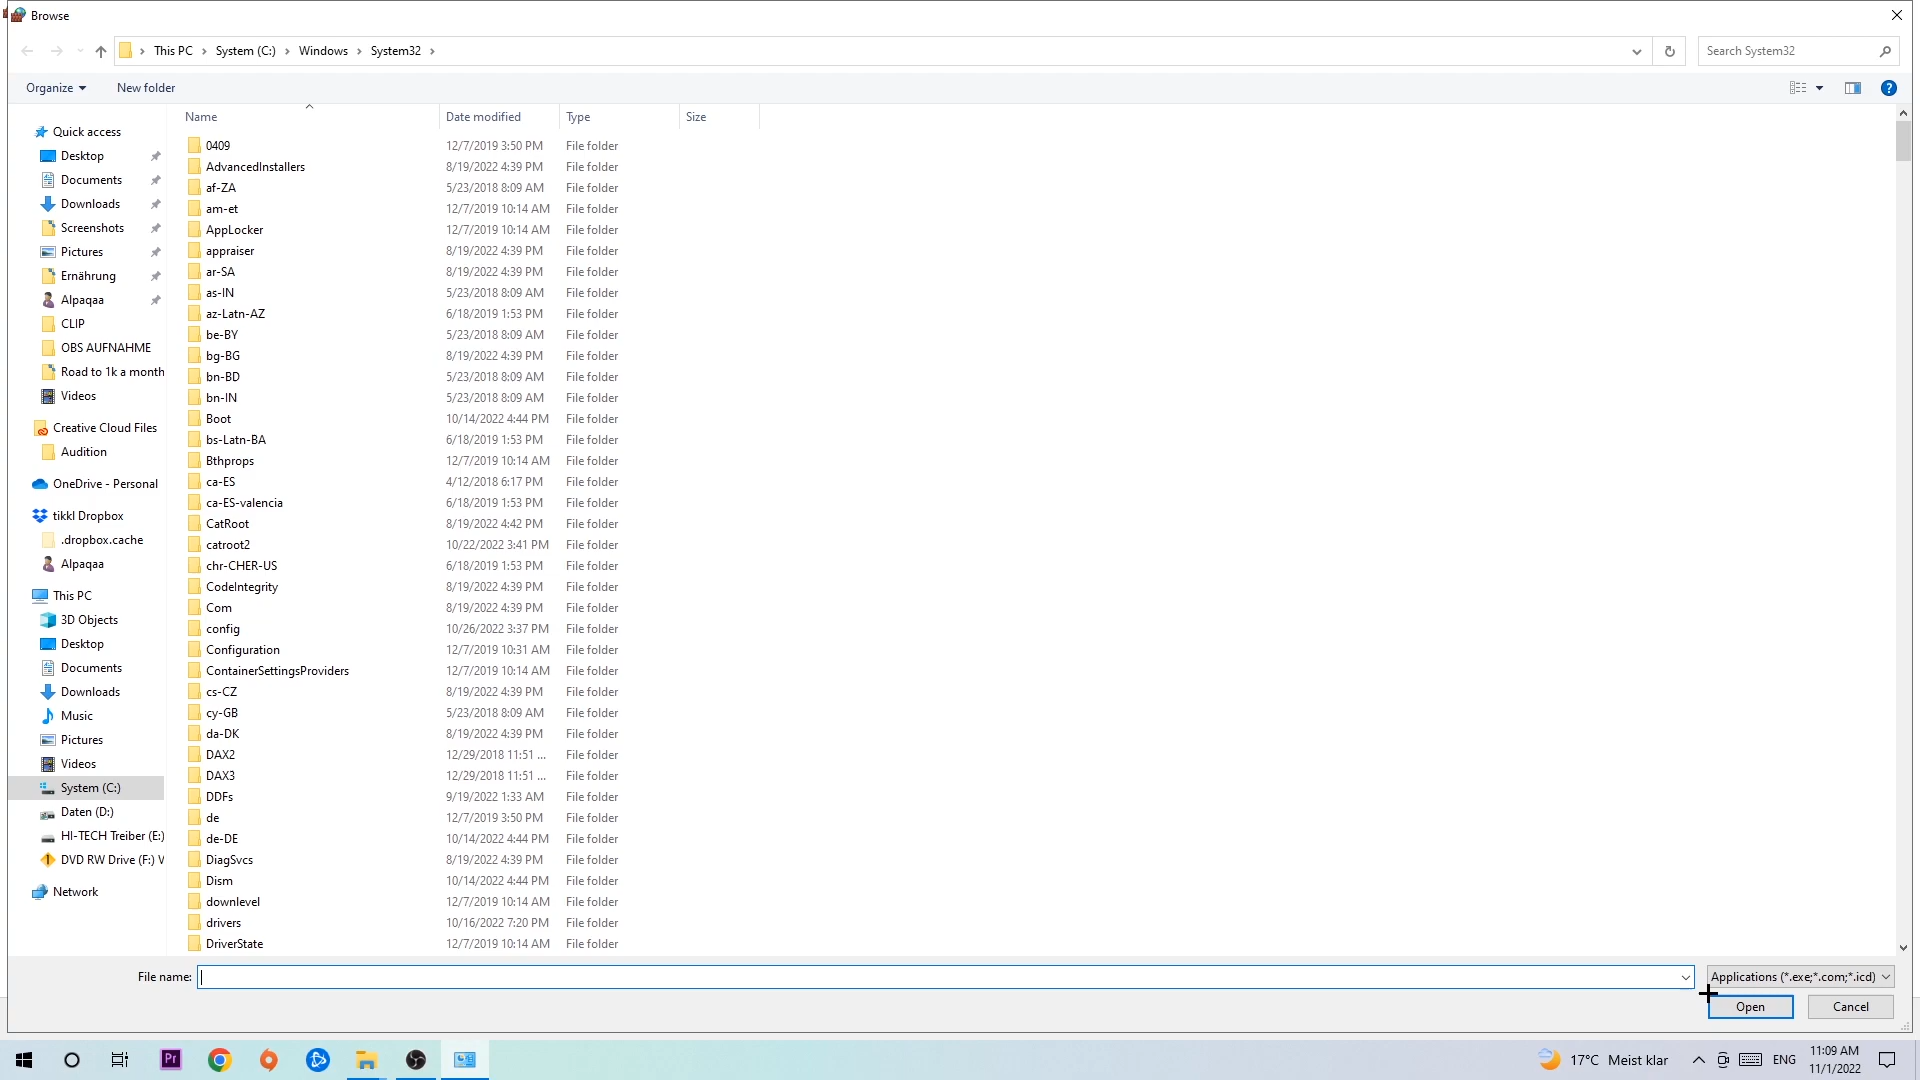 Browse
This PC
System (C:)
Windows
System32
Search System32
Organize
New folder
Name
Date modified
Type
Size
Quick access
Desktop
Documents
Downloads
Screenshots
Pictures
Ernährung
Alpaqaa
CLIP
OBS AUFNAHME
Road to 1k a month
Videos
Creative Cloud Files
Audition
OneDrive - Personal
tikkl Dropbox
.dropbox.cache
Alpaqaa
This PC
3D Objects
Desktop
Documents
Downloads
Music
Pictures
Videos
System (C:)
Daten (D:)
HI-TECH Treiber (E:)
DVD RW Drive (F:) V
Network
0409 12/7/2019 3:50 PM File folder
AdvancedInstallers 8/19/2022 4:39 PM File folder
af-ZA 5/23/2018 8:09 AM File folder
am-et 12/7/2019 10:14 AM File folder
AppLocker 12/7/2019 10:14 AM File folder
appraiser 8/19/2022 4:39 PM File folder
ar-SA 8/19/2022 4:39 PM File folder
as-IN 5/23/2018 8:09 AM File folder
az-Latn-AZ 6/18/2019 1:53 PM File folder
be-BY 5/23/2018 8:09 AM File folder
bg-BG 8/19/2022 4:39 PM File folder
bn-BD 5/23/2018 8:09 AM File folder
bn-IN 5/23/2018 8:09 AM File folder
Boot 10/14/2022 4:44 PM File folder
bs-Latn-BA 6/18/2019 1:53 PM File folder
Bthprops 12/7/2019 10:14 AM File folder
ca-ES 4/12/2018 6:17 PM File folder
ca-ES-valencia 6/18/2019 1:53 PM File folder
CatRoot 8/19/2022 4:42 PM File folder
catroot2 10/22/2022 3:41 PM File folder
chr-CHER-US 6/18/2019 1:53 PM File folder
CodeIntegrity 8/19/2022 4:39 PM File folder
Com 8/19/2022 4:39 PM File folder
config 10/26/2022 3:37 PM File folder
Configuration 12/7/2019 10:31 AM File folder
ContainerSettingsProviders 12/7/2019 10:14 AM File folder
cs-CZ 8/19/2022 4:39 PM File folder
cy-GB 5/23/2018 8:09 AM File folder
da-DK 8/19/2022 4:39 PM File folder
DAX2 12/29/2018 11:51 ... File folder
DAX3 12/29/2018 11:51 ... File folder
DDFs 9/19/2022 1:33 AM File folder
de 12/7/2019 3:50 PM File folder
de-DE 10/14/2022 4:44 PM File folder
DiagSvcs 8/19/2022 4:39 PM File folder
Dism 10/14/2022 4:44 PM File folder
downlevel 12/7/2019 10:14 AM File folder
drivers 10/16/2022 7:20 PM File folder
DriverState 12/7/2019 10:14 AM File folder
File name:
Applications (*.exe;*.com;*.icd)
Open
Cancel
Pr
17°C Meist klar
ENG
11:09 AM
11/1/2022